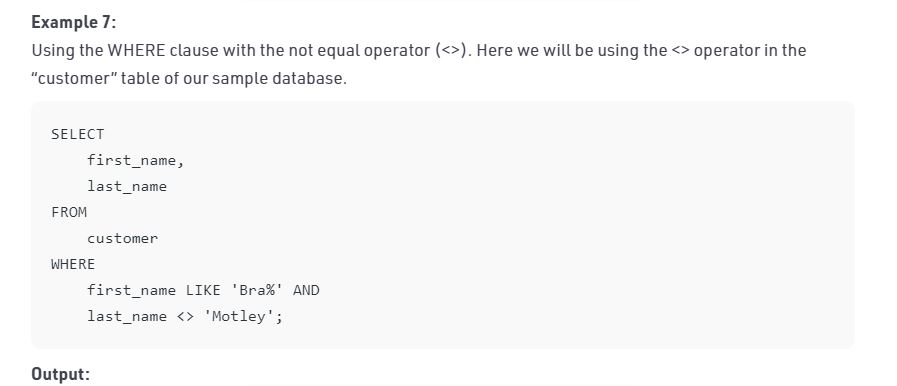 Example 7:
Using the WHERE clause with the not equal operator (<>). Here we will be using the <> operator in the
“customer” table of our sample database.
SELECT
    first_name,
    last_name
FROM
    customer
WHERE
    first_name LIKE 'Bra%' AND
    last_name <> 'Motley';
Output: